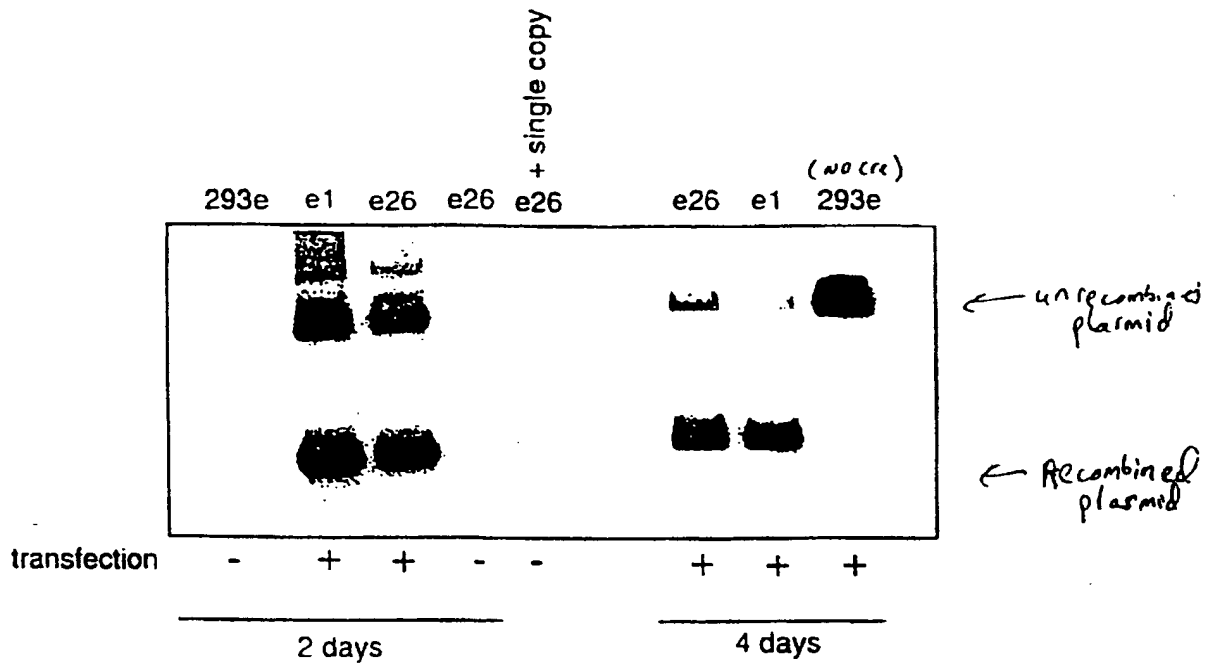 + single copy
(no cre)
293e e1 e26 e26 e26 e26 e1 293e
← unrecombined
plasmid
← Recombined
plasmid
transfection - + + - - + + +
2 days 4 days